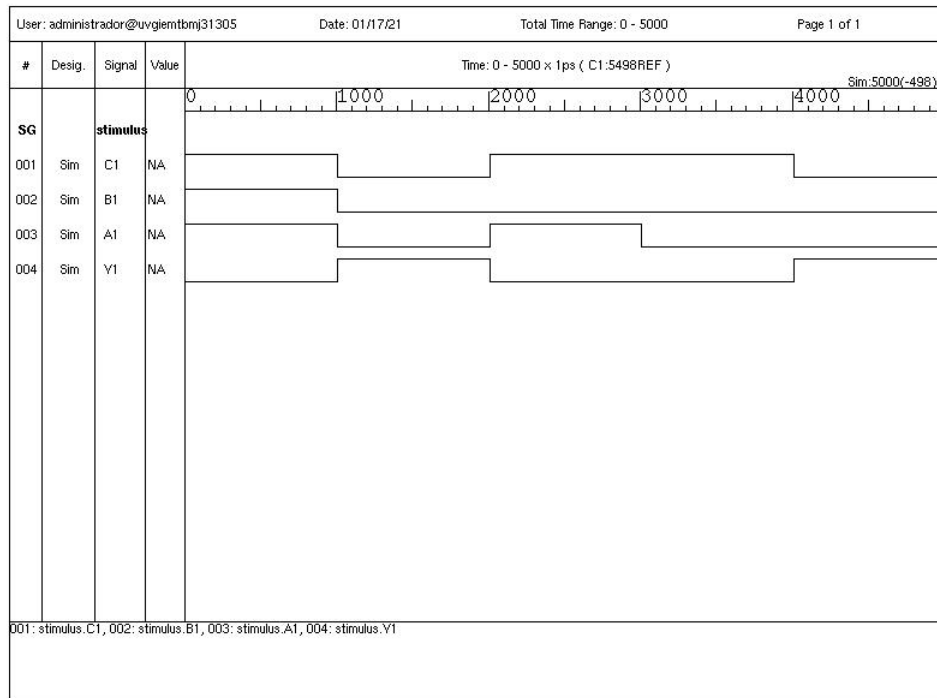 User: administrador@uvgiemtbmj31305 Date: 01/17/21 Total Time Range: 0 - 5000 Page 1 of 1
# Desig. Signal Value Time: 0 - 5000 x 1ps ( C1:5498REF )
Sim:5000(-498)
0 1000 2000 3000 4000
SG stimulus
001 Sim C1 NA
002 Sim B1 NA
003 Sim A1 NA
004 Sim Y1 NA
001: stimulus.C1, 002: stimulus.B1, 003: stimulus.A1, 004: stimulus.Y1